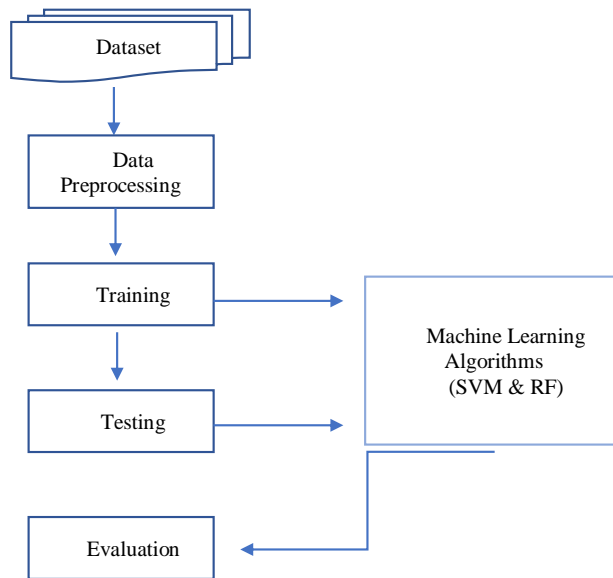 Dataset
Data
Preprocessing
Training
Machine Learning
Algorithms
(SVM & RF)
Testing
Evaluation